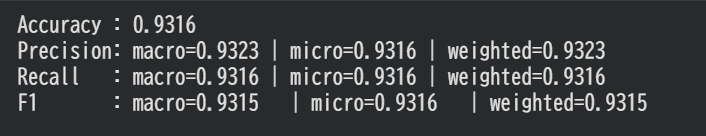 Accuracy : 0.9316
Precision: macro=0.9323 | micro=0.9316 | weighted=0.9323
Recall   : macro=0.9316 | micro=0.9316 | weighted=0.9316
F1       : macro=0.9315   | micro=0.9316   | weighted=0.9315